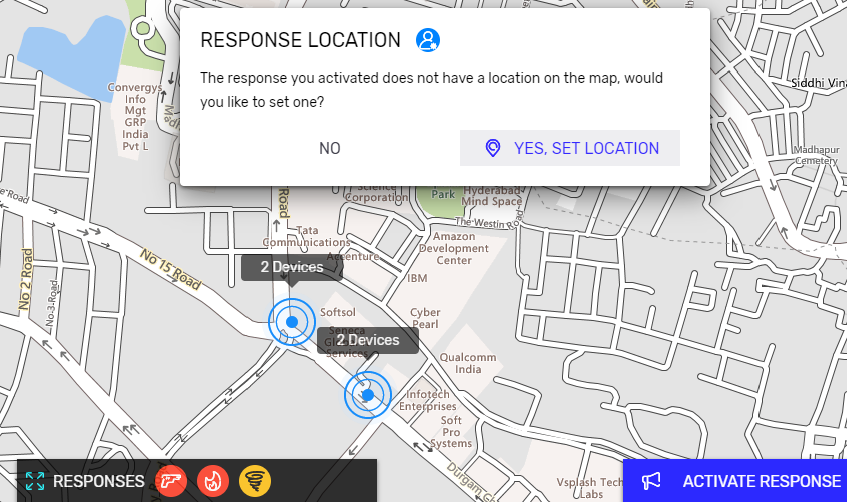 RESPONSE LOCATION
The response you activated does not have a location on the map, would
you like to set one?
NO
YES, SET LOCATION
Convergys
Info
Mgt
GRP
India
Pvt L
Siddhi Vina
Madhapur
Cemetery
Science
Corporation
Park
Hyderabad
Mind Space
The-Westin Road
Road
Tata
Communications
Accenture
Amazon
Development
Center
IBM
2 Devices
No 15 Road
No 2 Road
No-3-Road
Softsol
Cyber
Pearl
Services
2 Devices
Qualcomm
India
Infotech
Enterprises
Soft
Pro
Systems
Durgam
Vsplash Tech
Labs
RESPONSES
ACTIVATE RESPONSE